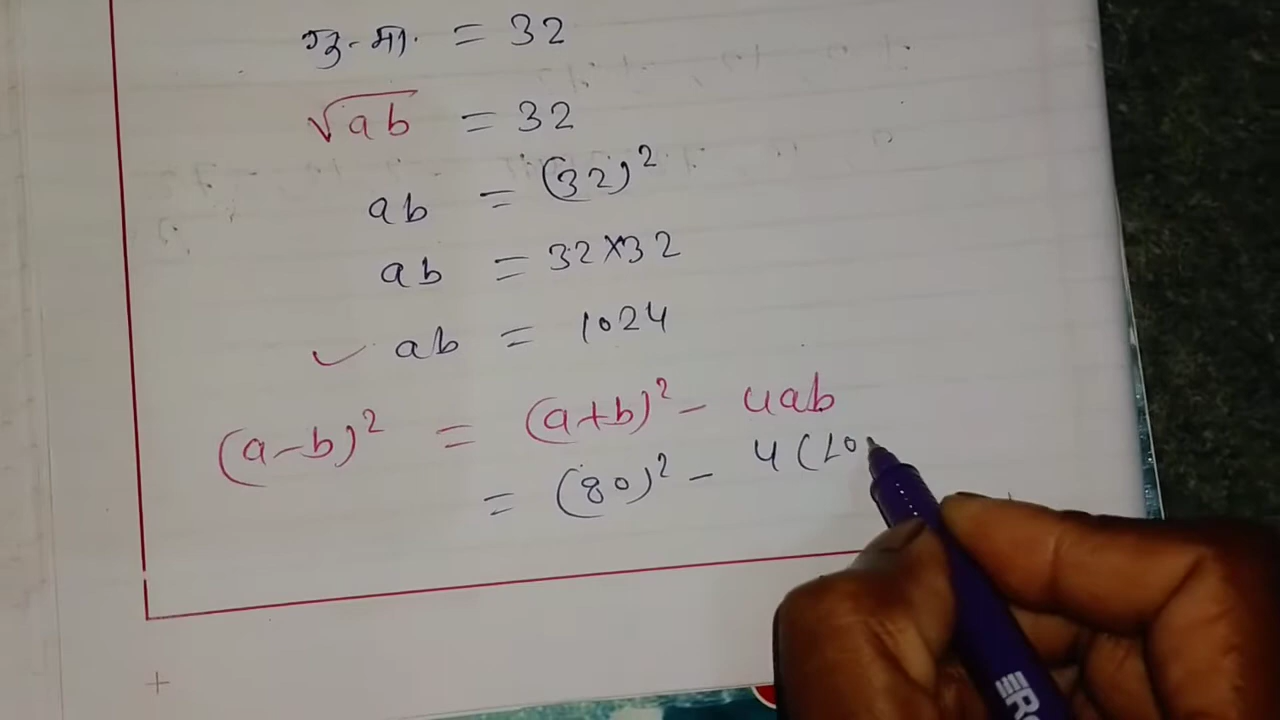 गु. मा. = 32
√ab = 32
ab = (32)²
ab = 32×32
✓ ab = 1024
(a-b)² = (a+b)² - 4ab
= (80)² - 4(10